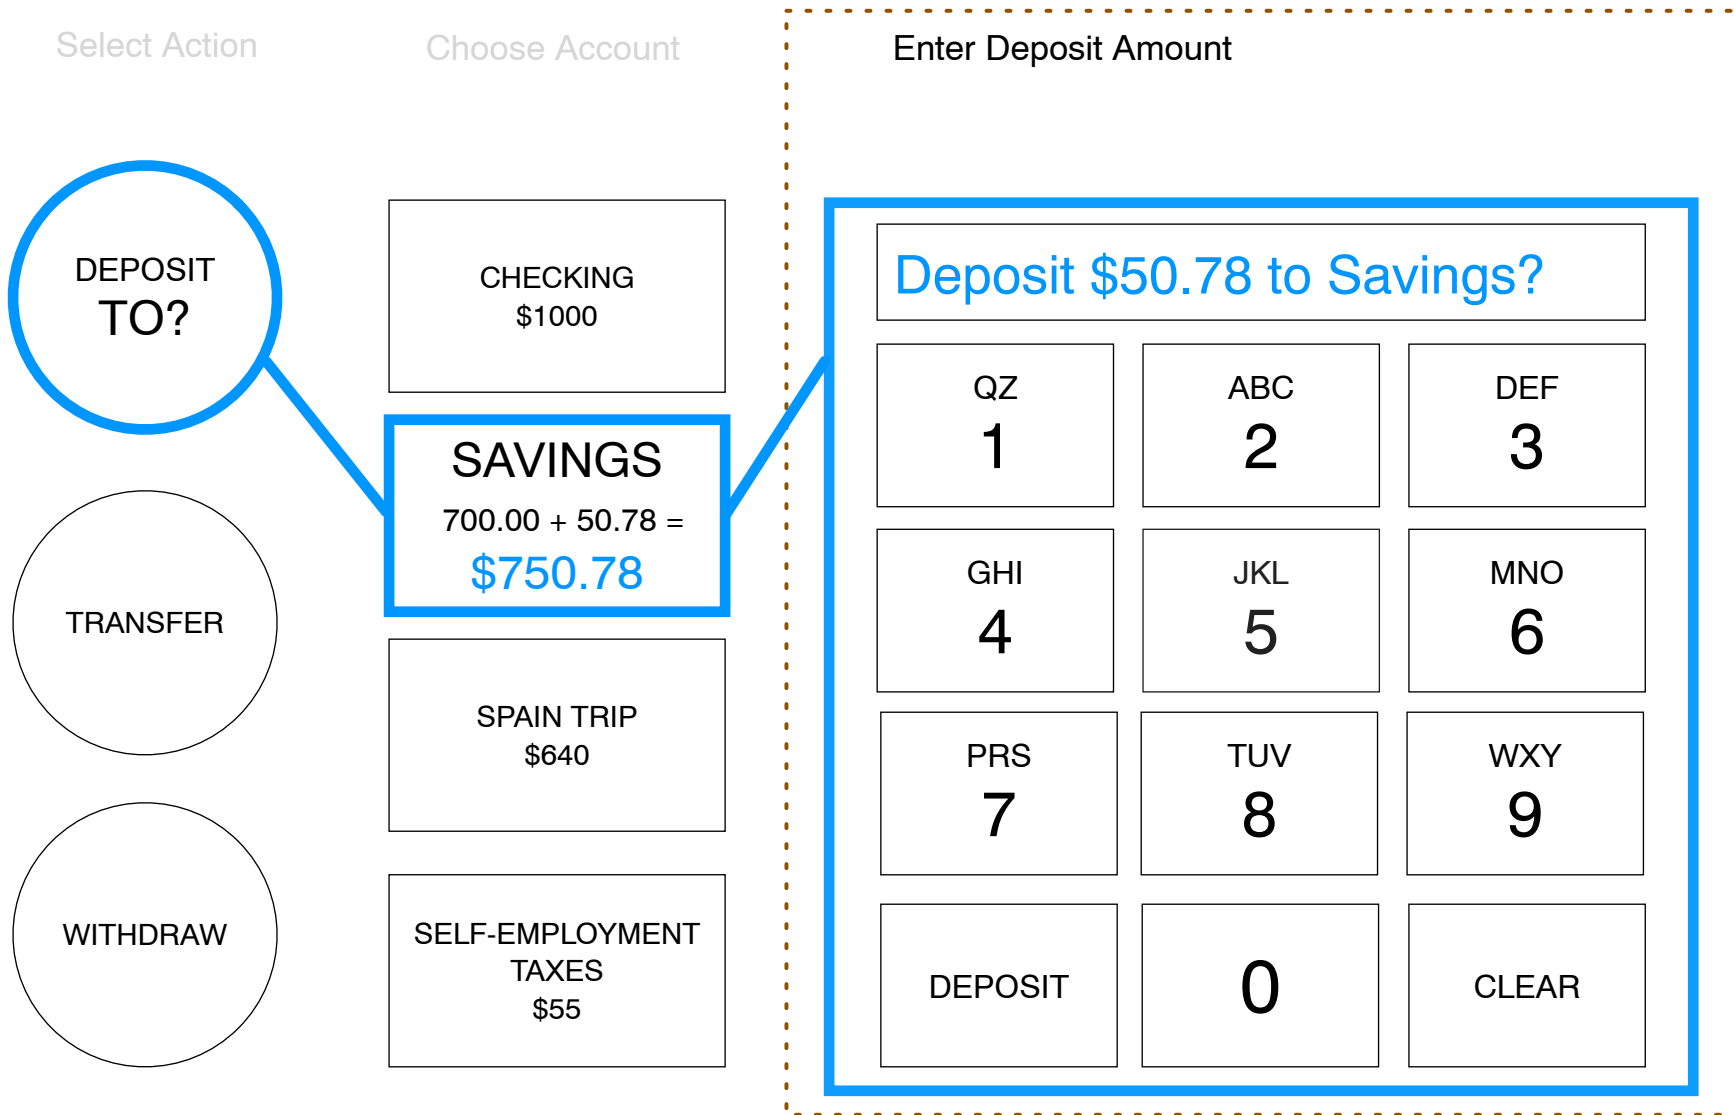 Select Action
Choose Account
Enter Deposit Amount
DEPOSIT
TO?
TRANSFER
WITHDRAW
CHECKING
$1000
SAVINGS
700.00 + 50.78 =
$750.78
SPAIN TRIP
$640
SELF-EMPLOYMENT
TAXES
$55
Deposit $50.78 to Savings?
QZ
1
ABC
2
DEF
3
GHI
4
JKL
5
MNO
6
PRS
7
TUV
8
WXY
9
DEPOSIT
0
CLEAR